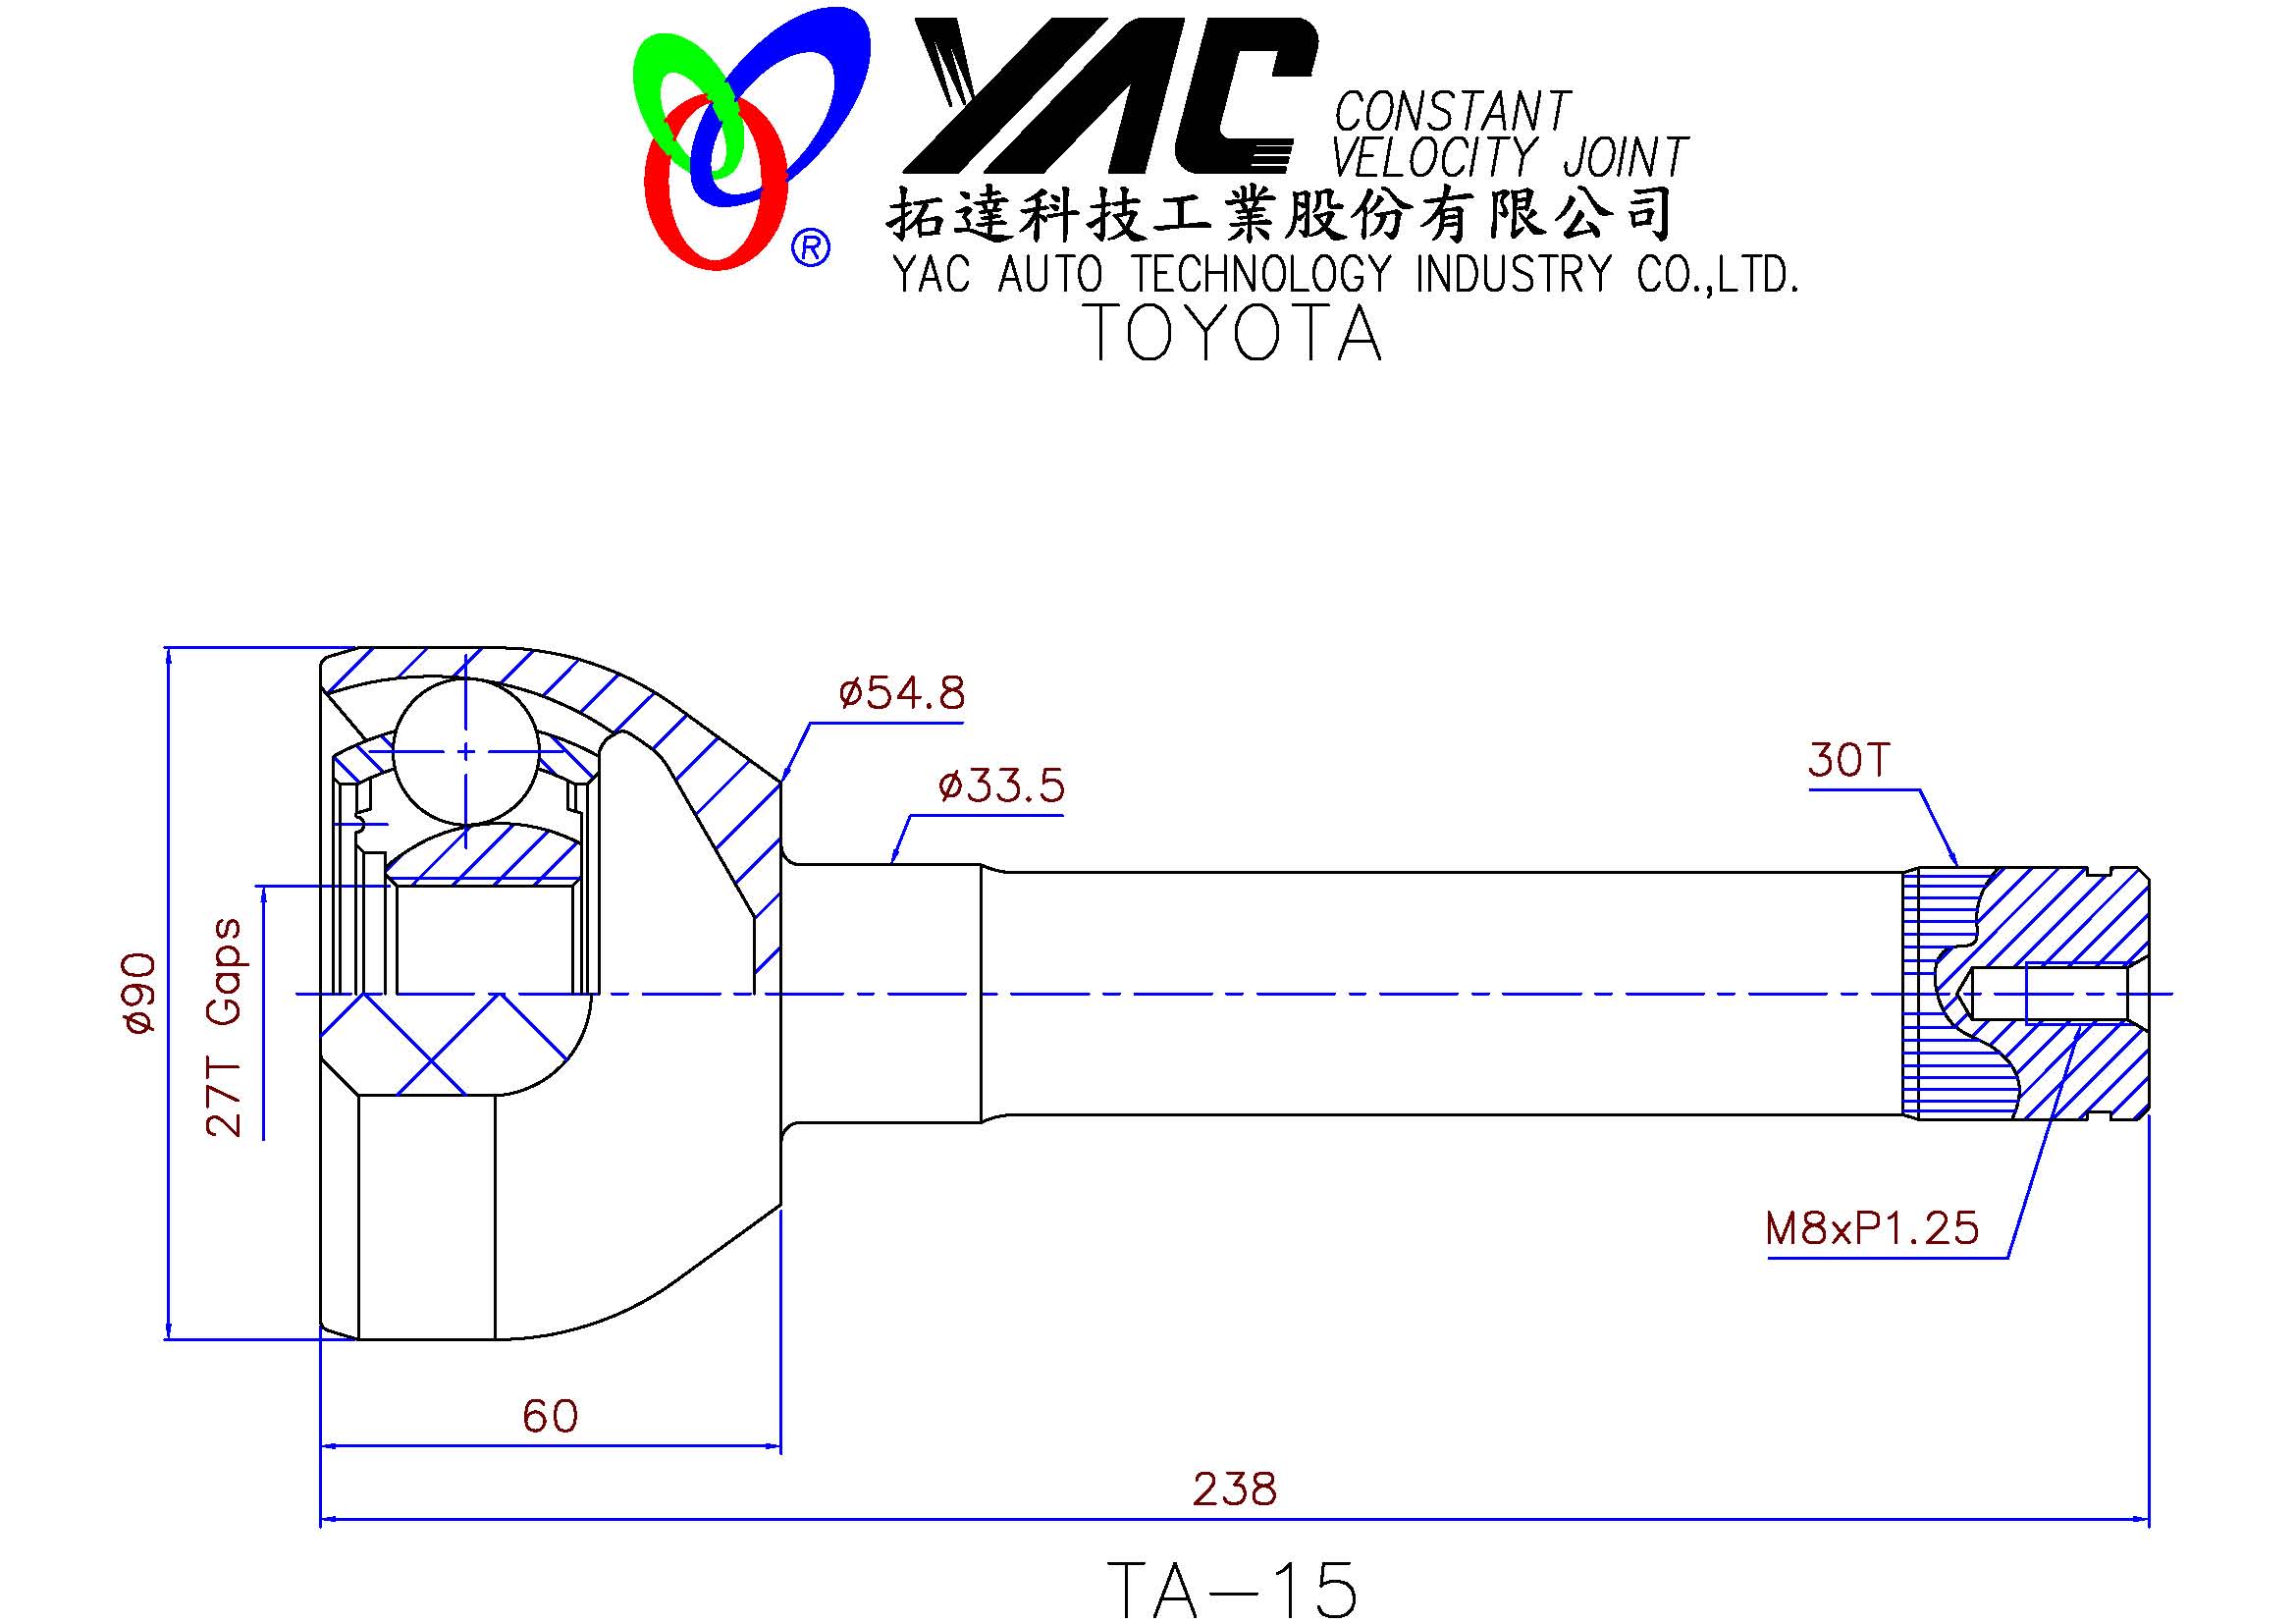 YAC
CONSTANT
VELOCITY JOINT
拓達科技工業股份有限公司
®
YAC AUTO TECHNOLOGY INDUSTRY CO.,LTD.
TOYOTA
ø54.8
ø33.5
30T
ø90
27T Gaps
M8xP1.25
60
238
TA-15